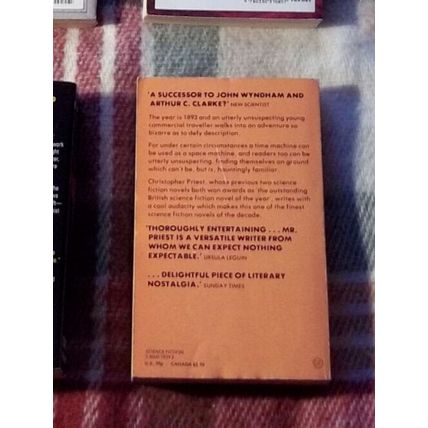 'A SUCCESSOR TO JOHN WYNDHAM AND
ARTHUR C. CLARKE?' NEW SCIENTIST
The year is 1893 and an utterly unsuspecting young
commercial traveller walks into an adventure so
bizarre as to defy description.
For under certain circumstances a time machine can
be used as a space machine, and readers too can be
utterly unsuspecting, finding themselves on ground
which can't be, but is, hauntingly familiar.
Christopher Priest, whose previous two science
fiction novels both won awards as 'the outstanding
British science fiction novel of the year', writes with
a cool audacity which makes this one of the finest
science fiction novels of the decade.
'THOROUGHLY ENTERTAINING . . . MR.
PRIEST IS A VERSATILE WRITER FROM
WHOM WE CAN EXPECT NOTHING
EXPECTABLE.' URSULA LEGUIN
. . . DELIGHTFUL PIECE OF LITERARY
NOSTALGIA.' SUNDAY TIMES
SCIENCE FICTION
U.K. CANADA